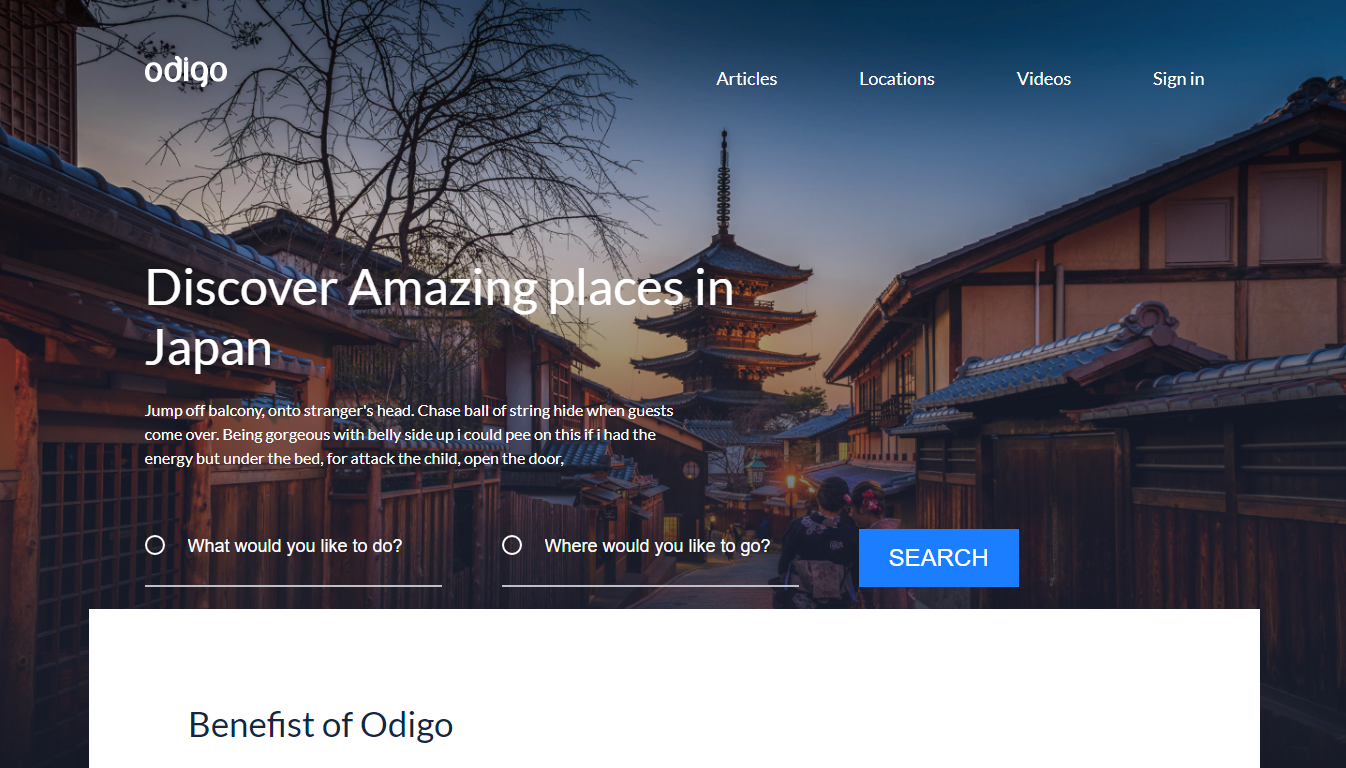 odigo
Articles
Locations
Videos
Sign in
Discover Amazing places in
Japan
Jump off balcony, onto stranger's head. Chase ball of string hide when guests
come over. Being gorgeous with belly side up i could pee on this if i had the
energy but under the bed, for attack the child, open the door,
What would you like to do?
Where would you like to go?
SEARCH
Benefist of Odigo